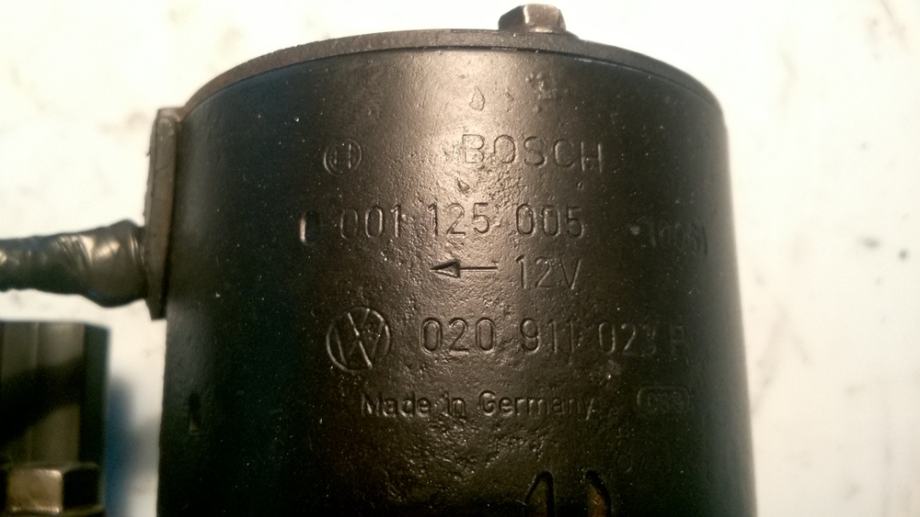 BOSCH
0 001 125 005
12V
020 911 023
Made in Germany